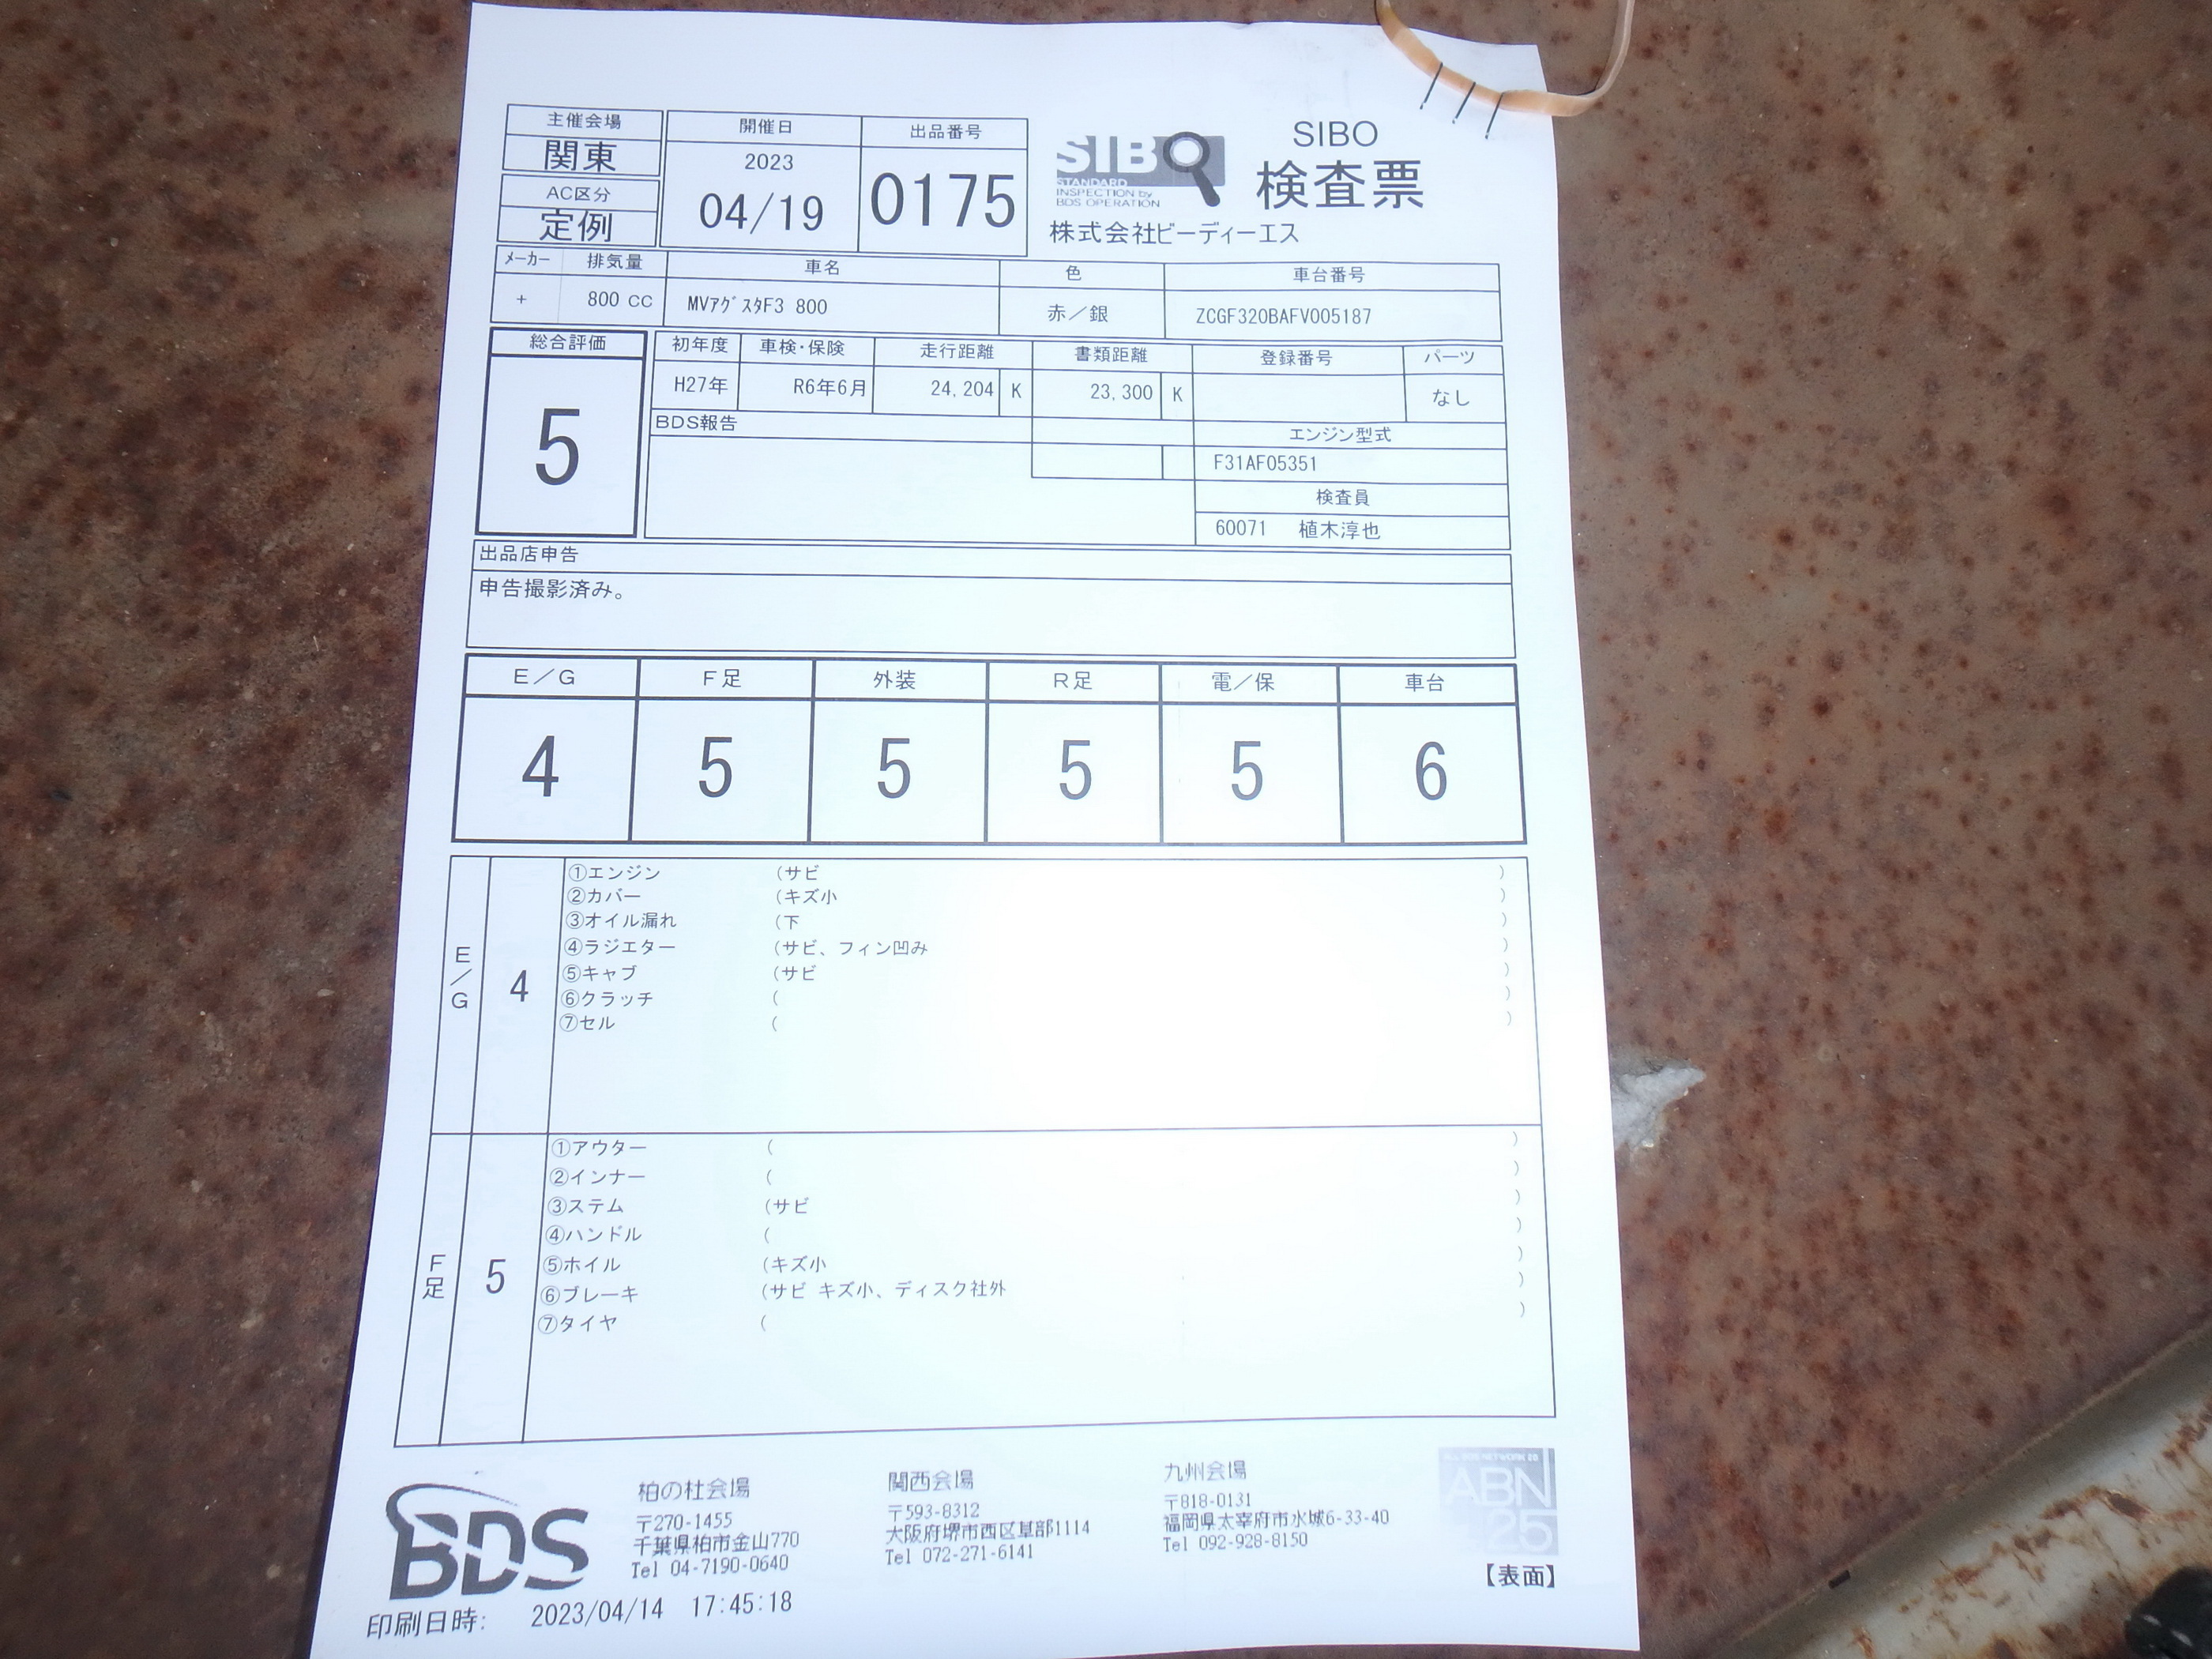 主催会場 開催日 出品番号
関東 2023 04/19 0175
AC区分
定例
SIBO
STANDARD
INSPECTION by
BDS OPERATION
SIBO
検査票
株式会社ビーディーエス
ﾒｰｶｰ 排気量 車名 色 車台番号
+ 800 CC MVｱｸﾞｽﾀF3 800 赤／銀 ZCGF320BAFV005187
総合評価 初年度 車検・保険 走行距離 書類距離 登録番号 パーツ
5 H27年 R6年6月 24,204 K 23,300 K なし
BDS報告 エンジン型式
F31AF05351
検査員
60071 植木淳也
出品店申告
申告撮影済み。
E／G F足 外装 R足 電／保 車台
4 5 5 5 5 6
E／G 4
①エンジン (サビ )
②カバー (キズ小 )
③オイル漏れ (下 )
④ラジエター (サビ、フィン凹み )
⑤キャブ (サビ )
⑥クラッチ ( )
⑦セル ( )
F足 5
①アウター ( )
②インナー ( )
③ステム (サビ )
④ハンドル ( )
⑤ホイル (キズ小 )
⑥ブレーキ (サビ キズ小、ディスク社外 )
⑦タイヤ ( )
BDS
柏の杜会場
〒270-1455
千葉県柏市金山770
Tel 04-7190-0640
関西会場
〒593-8312
大阪府堺市西区草部1114
Tel 072-271-6141
九州会場
〒818-0131
福岡県太宰府市水城6-33-40
Tel 092-928-8150
ABN
25
【表面】
印刷日時: 2023/04/14 17:45:18